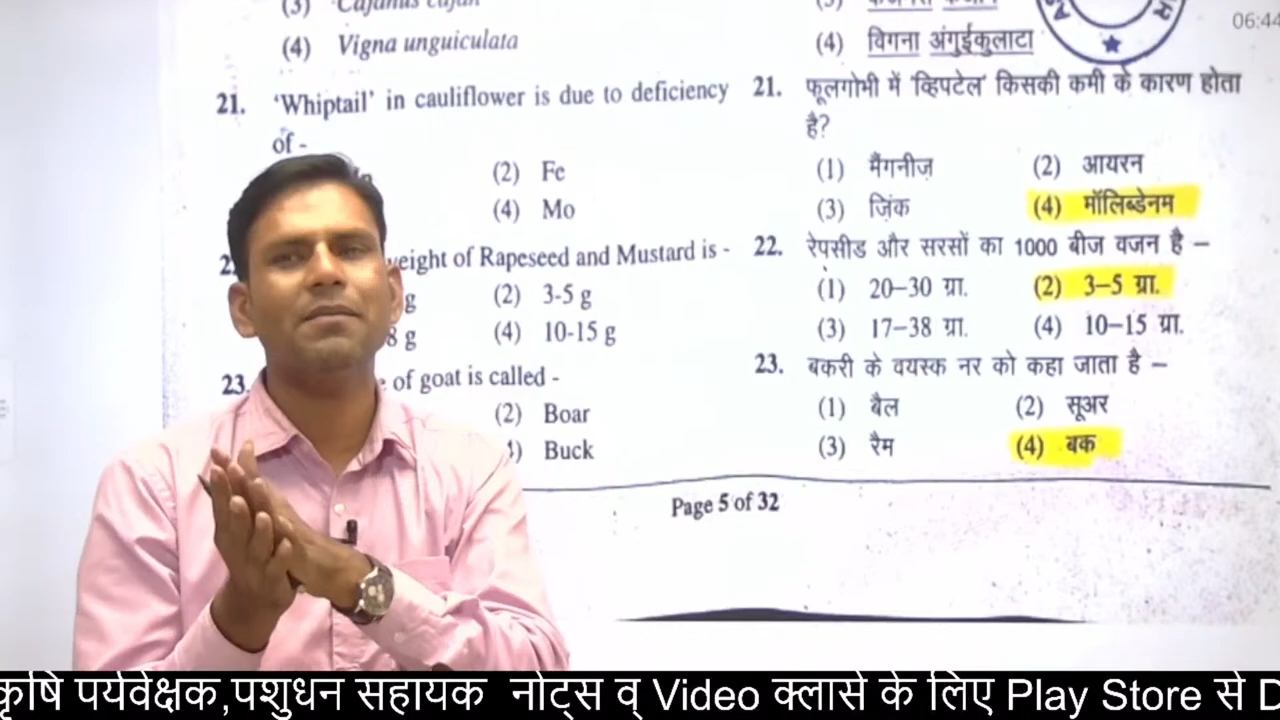 (3) Cajanus cajan
(4) Vigna unguiculata
(4) विगना अंगुईकुलाटा
06:44
21. 'Whiptail' in cauliflower is due to deficiency
of -
(2) Fe
(4) Mo
weight of Rapeseed and Mustard is -
g (2) 3-5 g
8 g (4) 10-15 g
23. of goat is called -
(2) Boar
Buck
21. फूलगोभी में 'व्हिपटेल' किसकी कमी के कारण होता
है?
(1) मैंगनीज़ (2) आयरन
(3) ज़िंक (4) मॉलिब्डेनम
22. रेपसीड और सरसों का 1000 बीज वजन है –
(1) 20–30 ग्रा. (2) 3–5 ग्रा.
(3) 17–38 ग्रा. (4) 10–15 ग्रा.
23. बकरी के वयस्क नर को कहा जाता है –
(1) बैल (2) सूअर
(3) रैम (4) बक
Page 5 of 32
कृषि पर्यवेक्षक,पशुधन सहायक नोट्स व् Video क्लासे के लिए Play Store से D